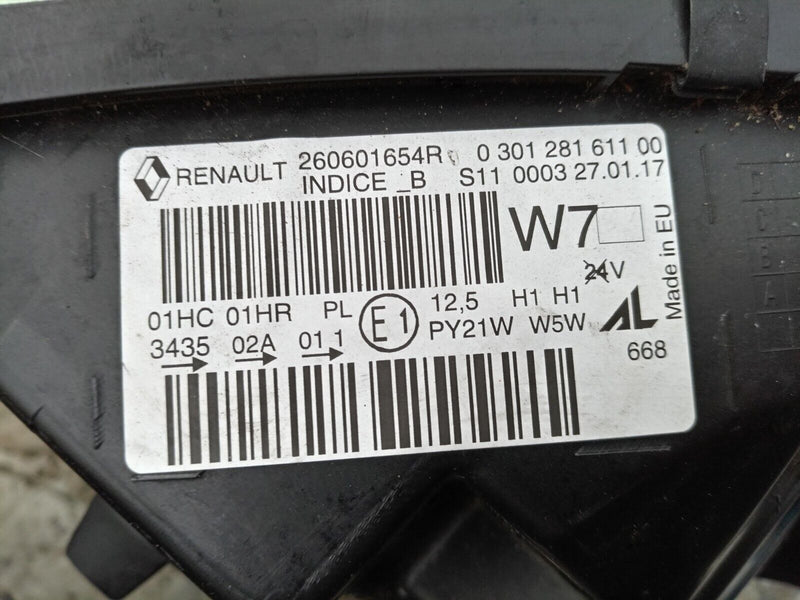 RENAULT 260601654R 0 301 281 611 00
INDICE _B S11 0003 27.01.17
W7
24V
Made in EU
01HC 01HR PL E1 12,5 H1 H1
3435 02A 01 1 PY21W W5W AL
668